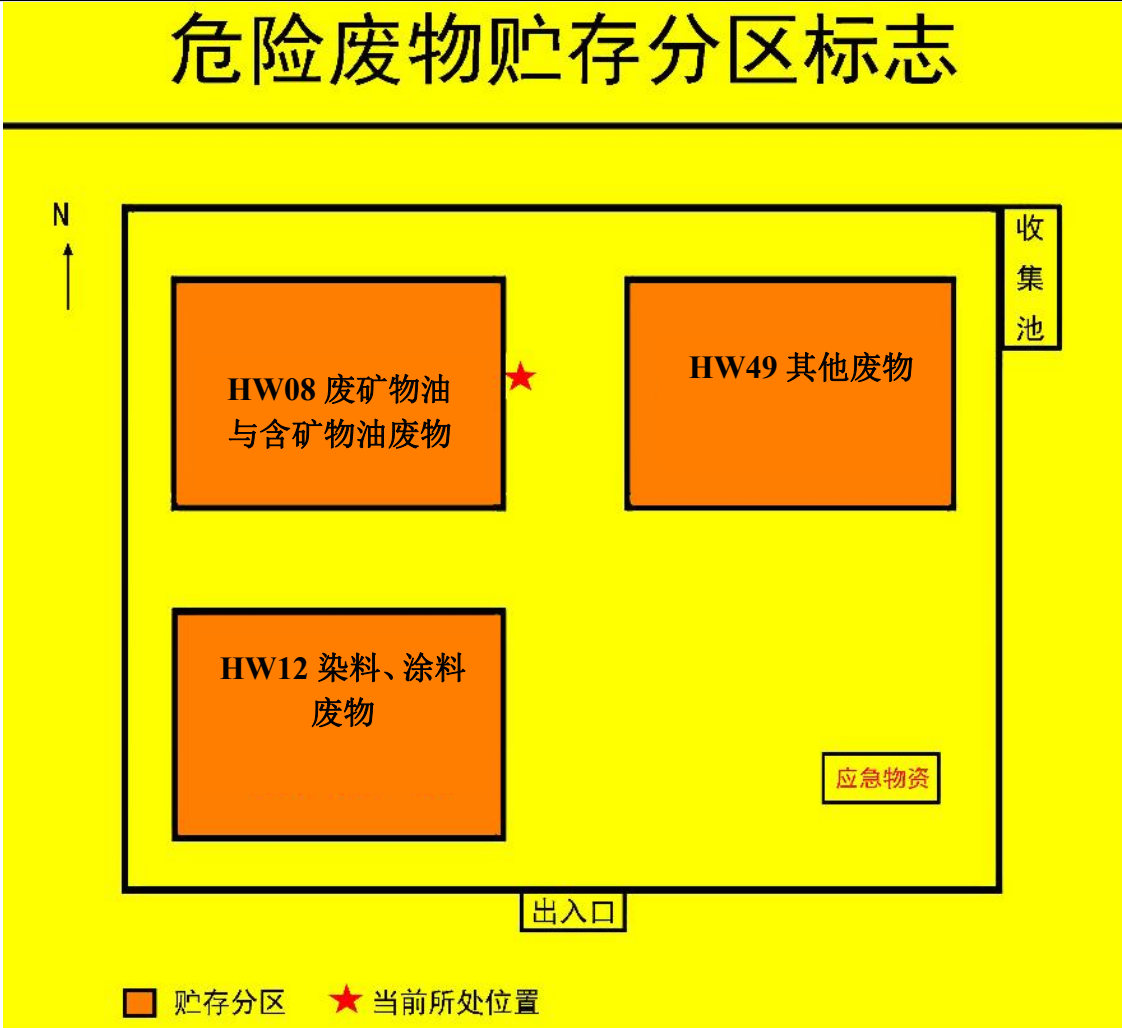 危险废物贮存分区标志
N
收
集
池
HW08 废矿物油
与含矿物油废物
HW49 其他废物
HW12 染料、涂料
废物
应急物资
出入口
贮存分区
当前所处位置